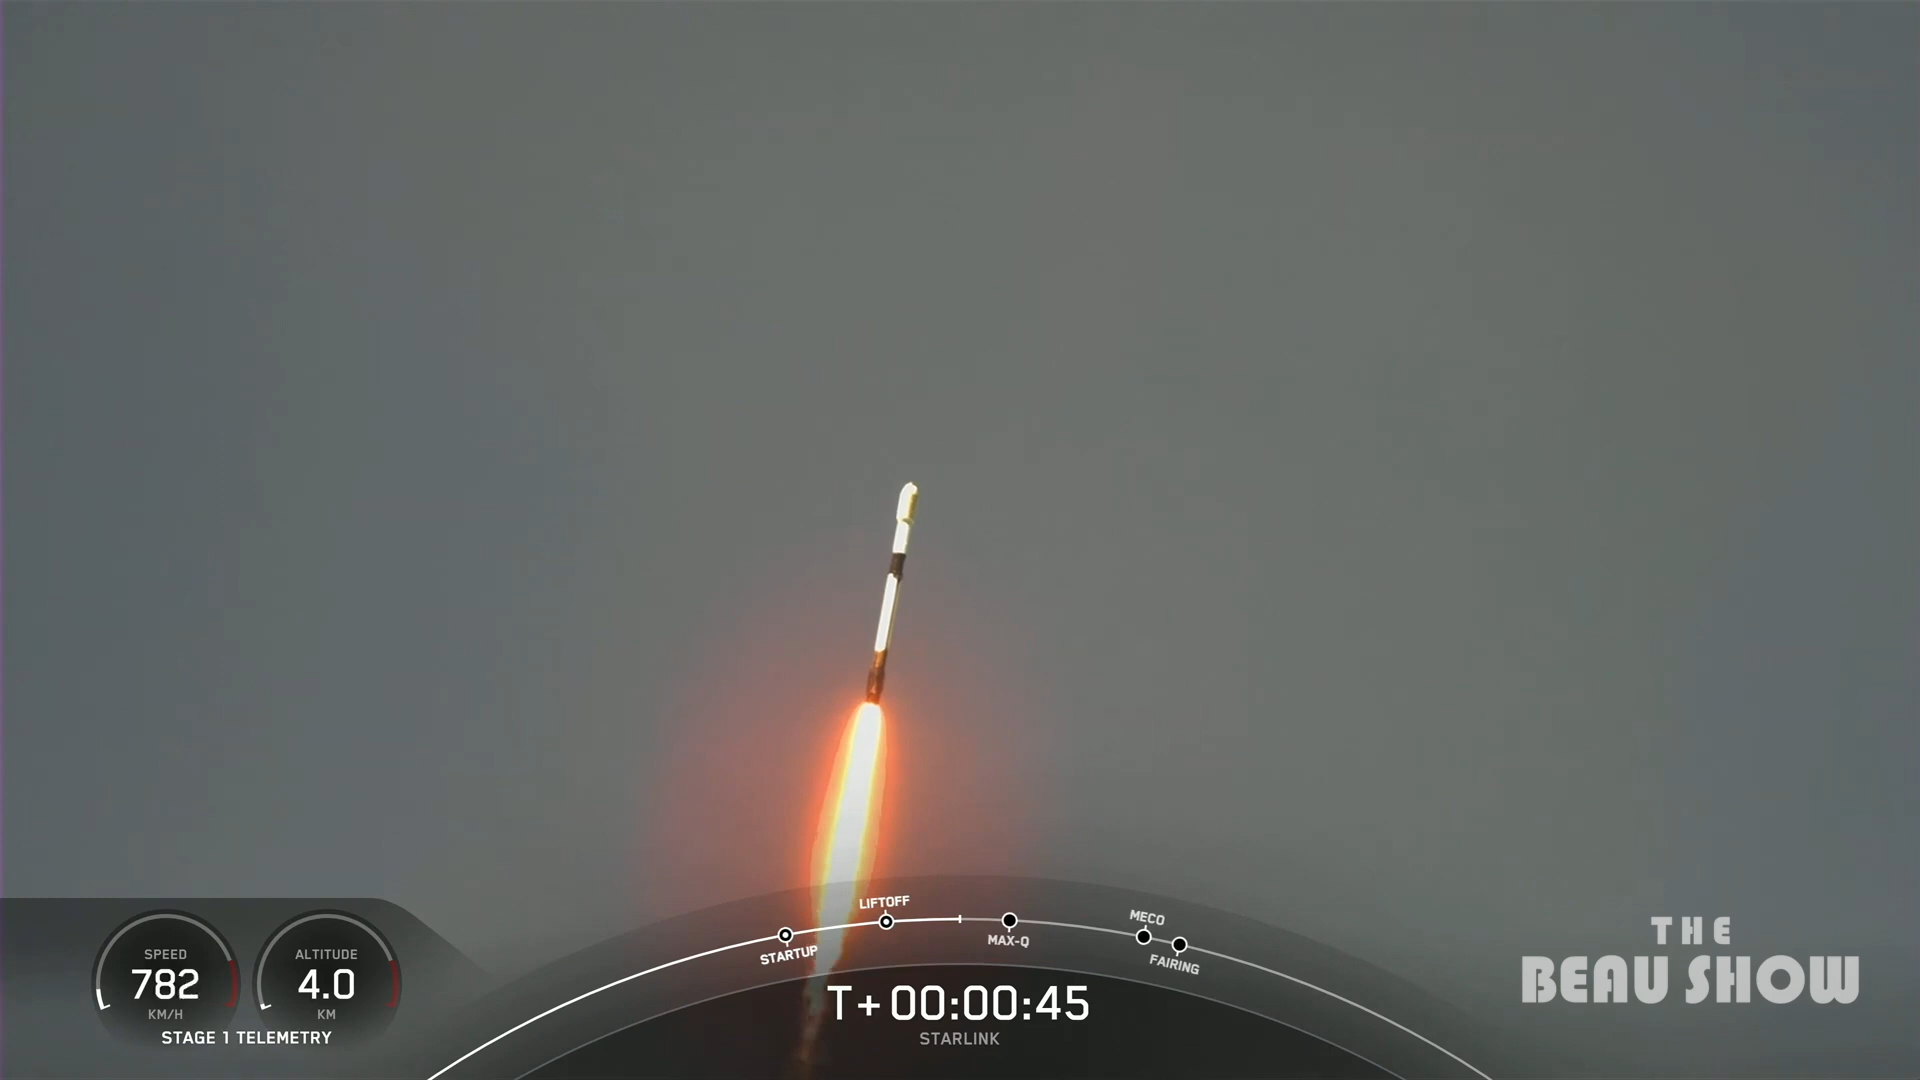 LIFTOFF
STARTUP
MAX-Q
MECO
FAIRING
SPEED
782
KM/H
ALTITUDE
4.0
KM
STAGE 1 TELEMETRY
T+00:00:45
STARLINK
THE
BEAU SHOW